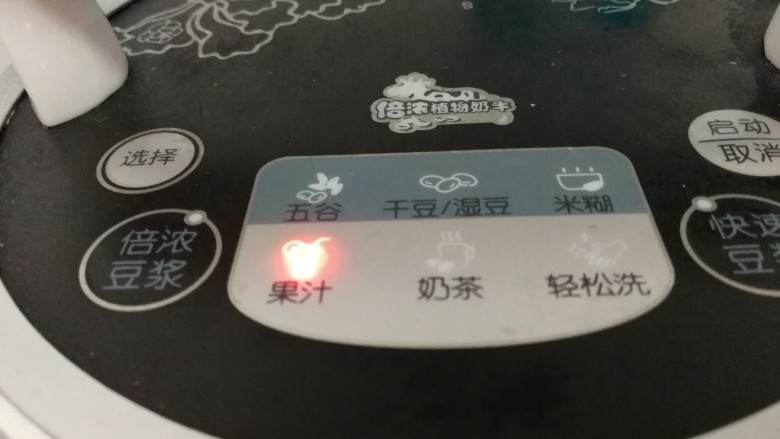 倍浓植物奶牛
选择
启动
取消
五谷
干豆/湿豆
米糊
倍浓
豆浆
快速
豆浆
果汁
奶茶
轻松洗